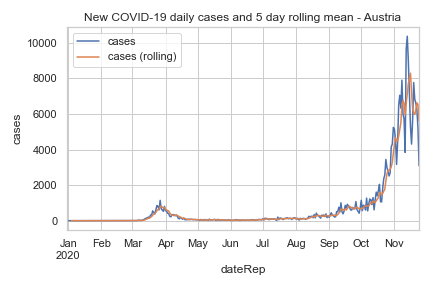 New COVID-19 daily cases and 5 day rolling mean - Austria
cases
cases (rolling)
10000
8000
6000
4000
2000
0
cases
Jan Feb Mar Apr May Jun Jul Aug Sep Oct Nov
2020
dateRep